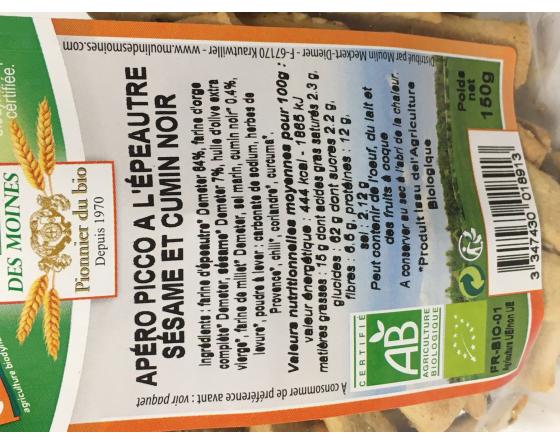 certifiée.
DES MOINES
Pionnier du bio
Depuis 1970
agriculture biodyna
APÉRO PICCO A L'ÉPEAUTRE
SÉSAME ET CUMIN NOIR
Ingrédients : farine d'épeautre* Demeter 64%, farine d'orge
complète* Demeter, sésame* Demeter 7%, huile d'olive extra
vierge*, farine de millet* Demeter, sel marin, cumin noir* 0,4%,
levure*, poudre à lever : carbonate de sodium, herbes de
Provence*, chili*, coriandre*, curcuma*.
Valeurs nutritionnelles moyennes pour 100g :
valeur énergétique : 444 kcal - 1865 kJ
matières grasses : 15 g dont acides gras saturés 2.3 g,
glucides : 62 g dont sucres 2.2 g,
fibres : 6.6 g, protéines : 12 g,
sel : 2,12 g
Peut contenir de l'oeuf, du lait et
des fruits à coque
A conserver au sec à l'abri de la chaleur.
*Produit issu de l'Agriculture
Biologique
Poids
net
150g
A consommer de préférence avant : voir paquet
CERTIFIÉ
AB
AGRICULTURE
BIOLOGIQUE
FR-BIO-01
Agriculture UE/non UE
3 347430 018913
Distribué par Moulin Meckert-Diemer - F-67170 Krautwiller - www.moulindesmoines.com